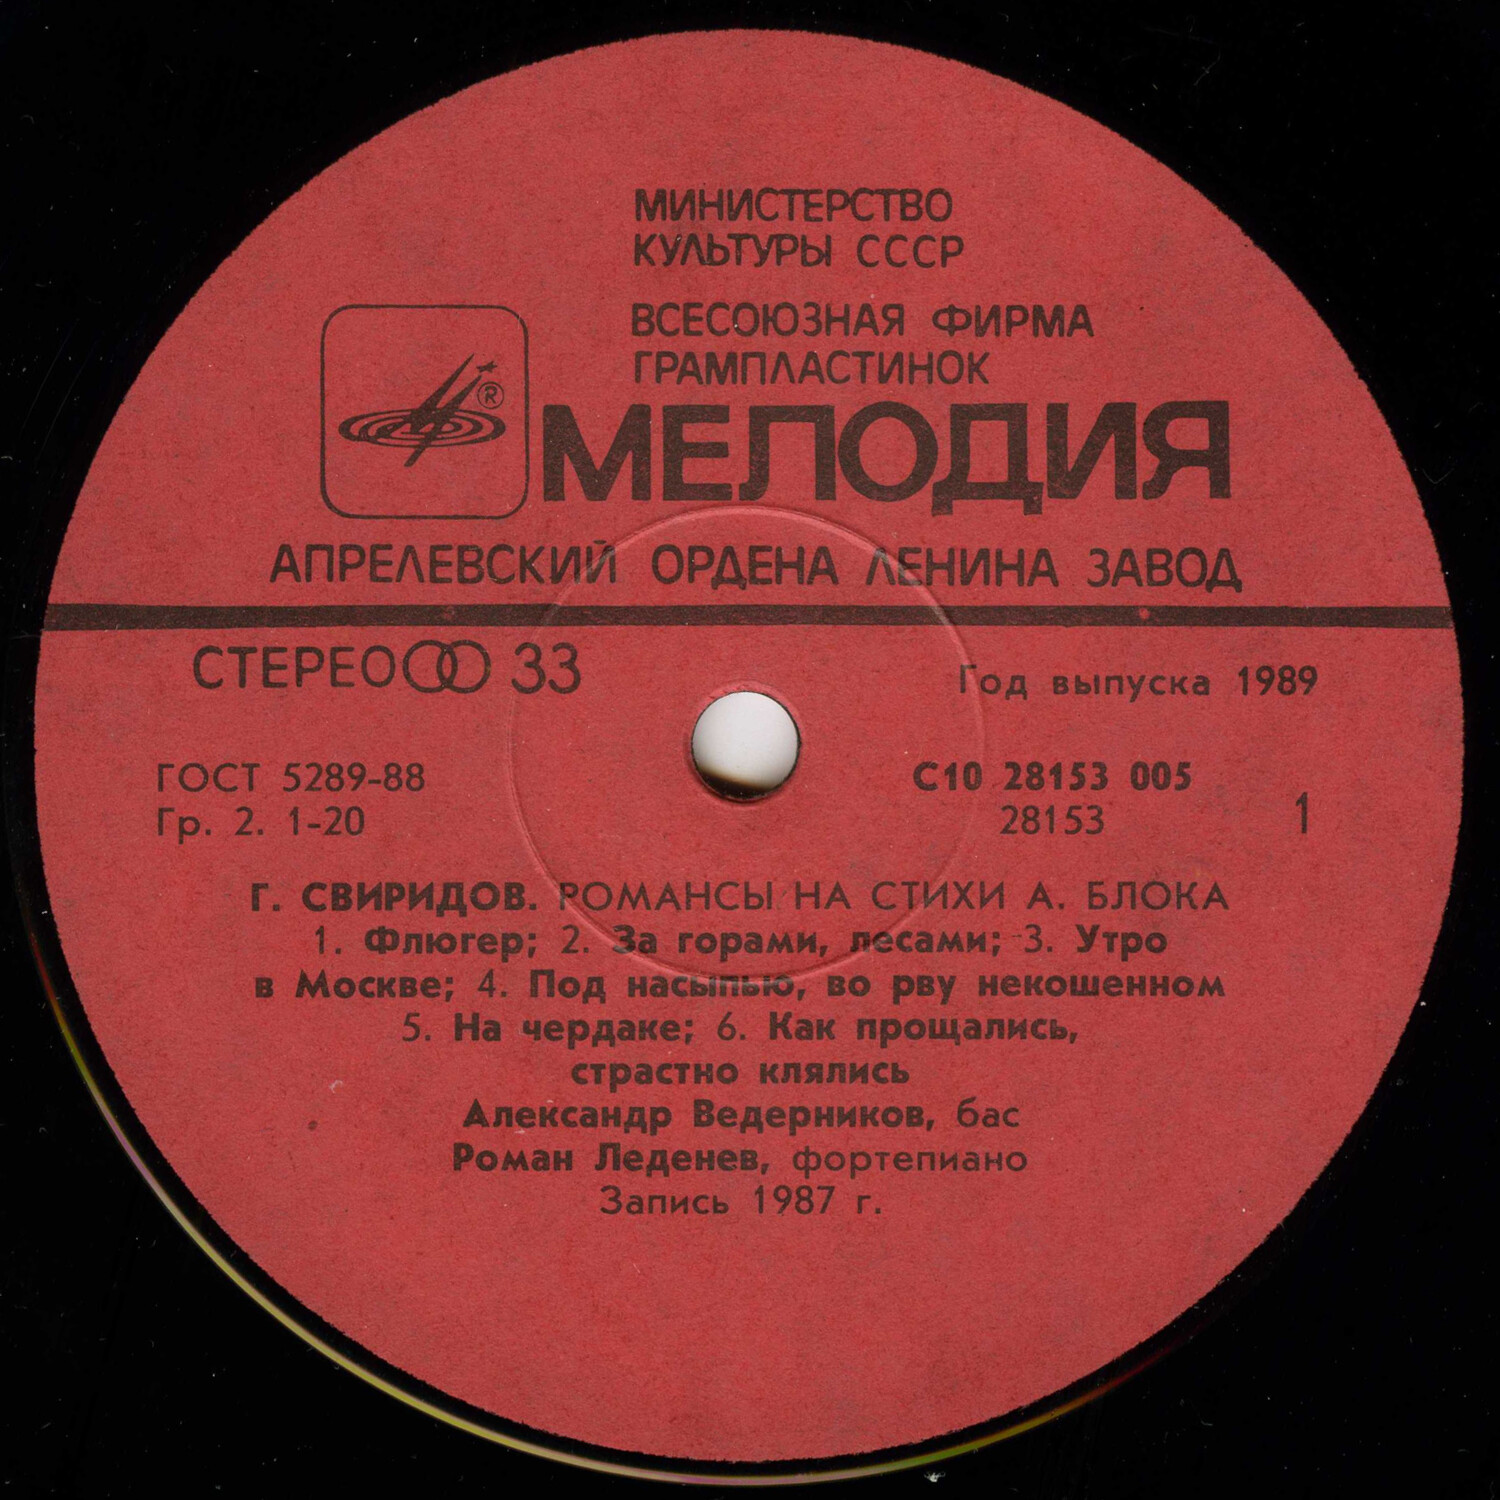 МИНИСТЕРСТВО
КУЛЬТУРЫ СССР
ВСЕСОЮЗНАЯ ФИРМА
ГРАМПЛАСТИНОК
®
МЕЛОДИЯ
АПРЕЛЕВСКИЙ ОРДЕНА ЛЕНИНА ЗАВОД
СТЕРЕО 33
Год выпуска 1989
ГОСТ 5289-88
Гр. 2. 1-20
С10 28153 005
28153
1
Г. СВИРИДОВ. РОМАНСЫ НА СТИХИ А. БЛОКА
1. Флюгер; 2. За горами, лесами; 3. Утро
в Москве; 4. Под насыпью, во рву некошенном
5. На чердаке; 6. Как прощались,
страстно клялись
Александр Ведерников, бас
Роман Леденев, фортепиано
Запись 1987 г.